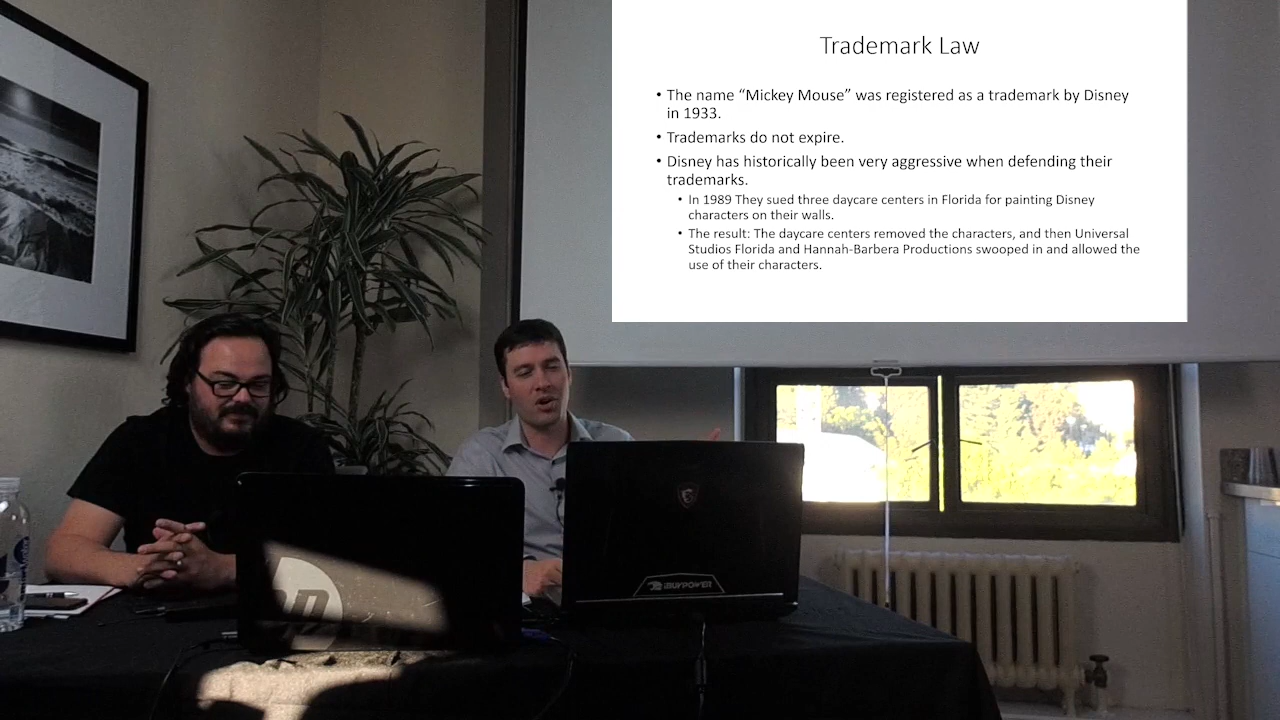 Trademark Law
• The name “Mickey Mouse” was registered as a trademark by Disney
in 1933.
• Trademarks do not expire.
• Disney has historically been very aggressive when defending their
trademarks.
• In 1989 They sued three daycare centers in Florida for painting Disney
characters on their walls.
• The result: The daycare centers removed the characters, and then Universal
Studios Florida and Hannah-Barbera Productions swooped in and allowed the
use of their characters.
hp
iBUYPOWER